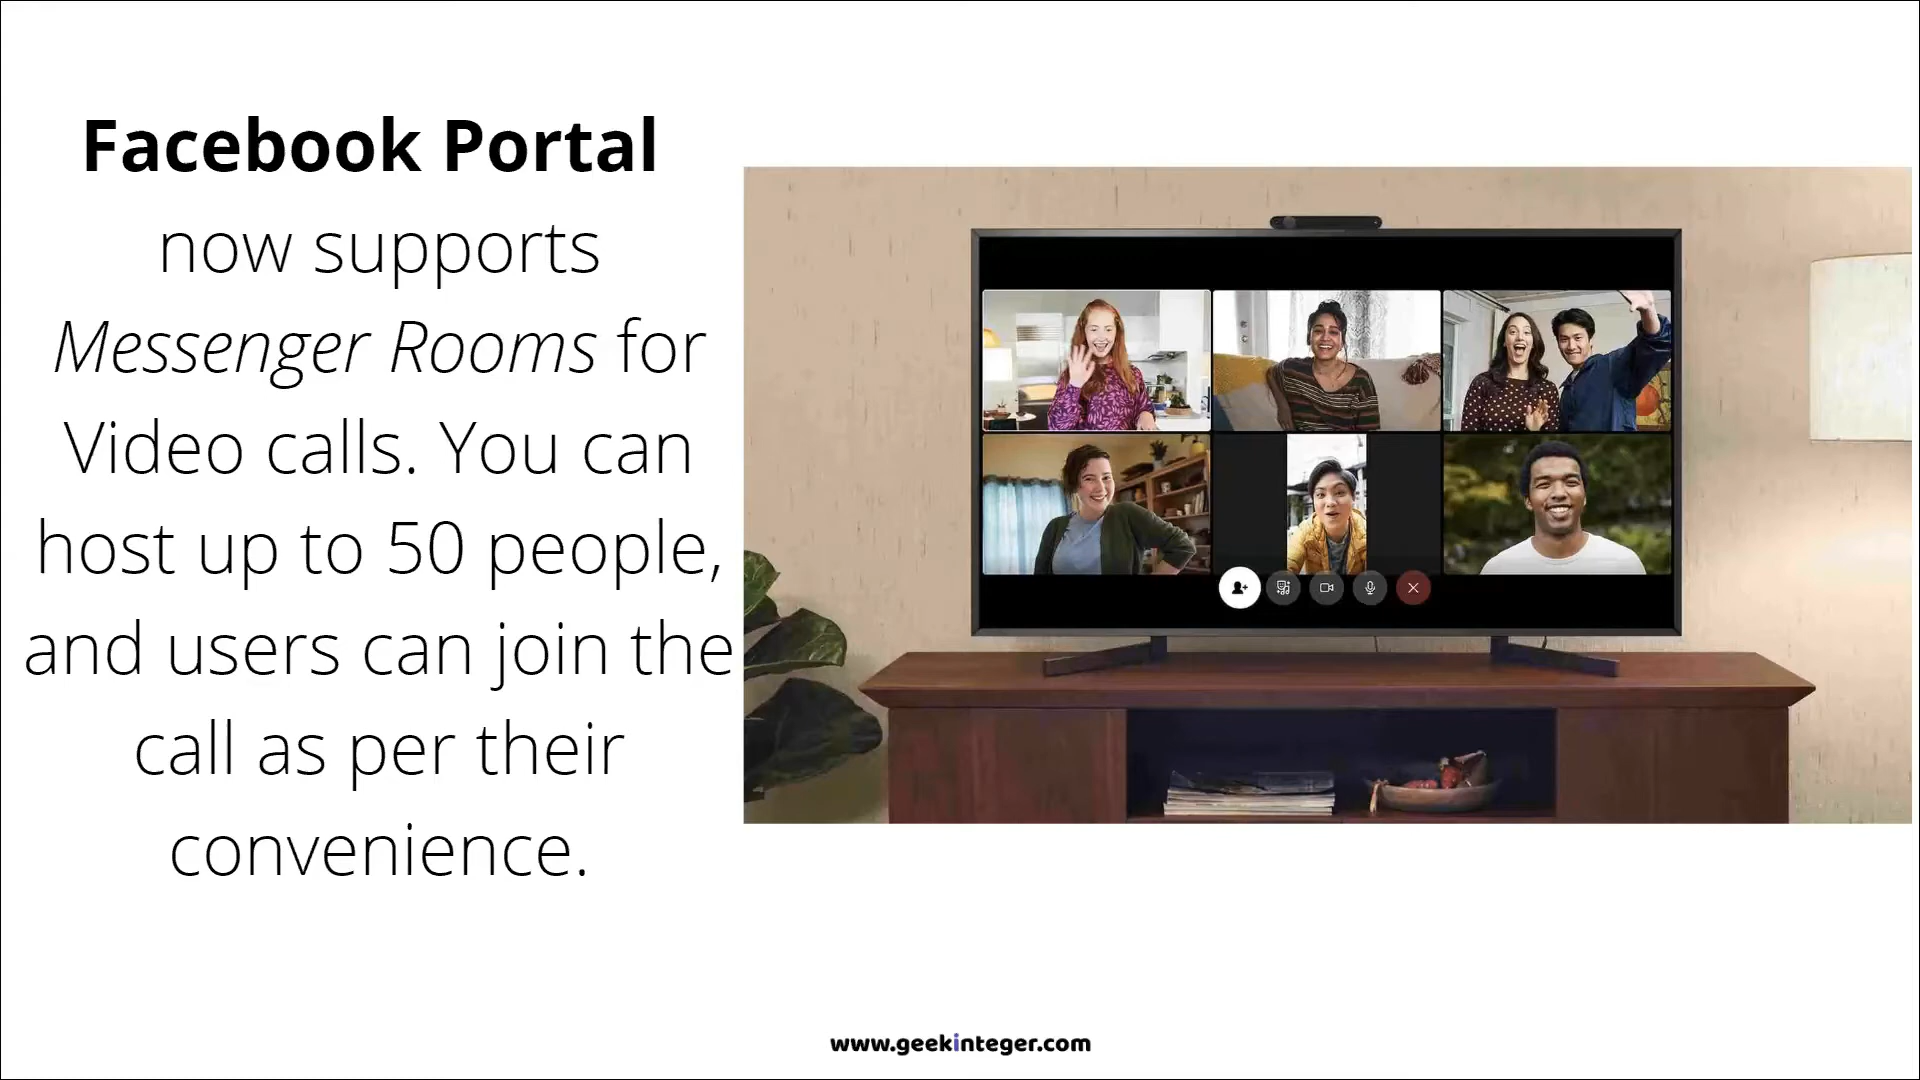 Facebook Portal
now supports
Messenger Rooms for
Video calls. You can
host up to 50 people,
and users can join the
call as per their
convenience.
www.geekinteger.com